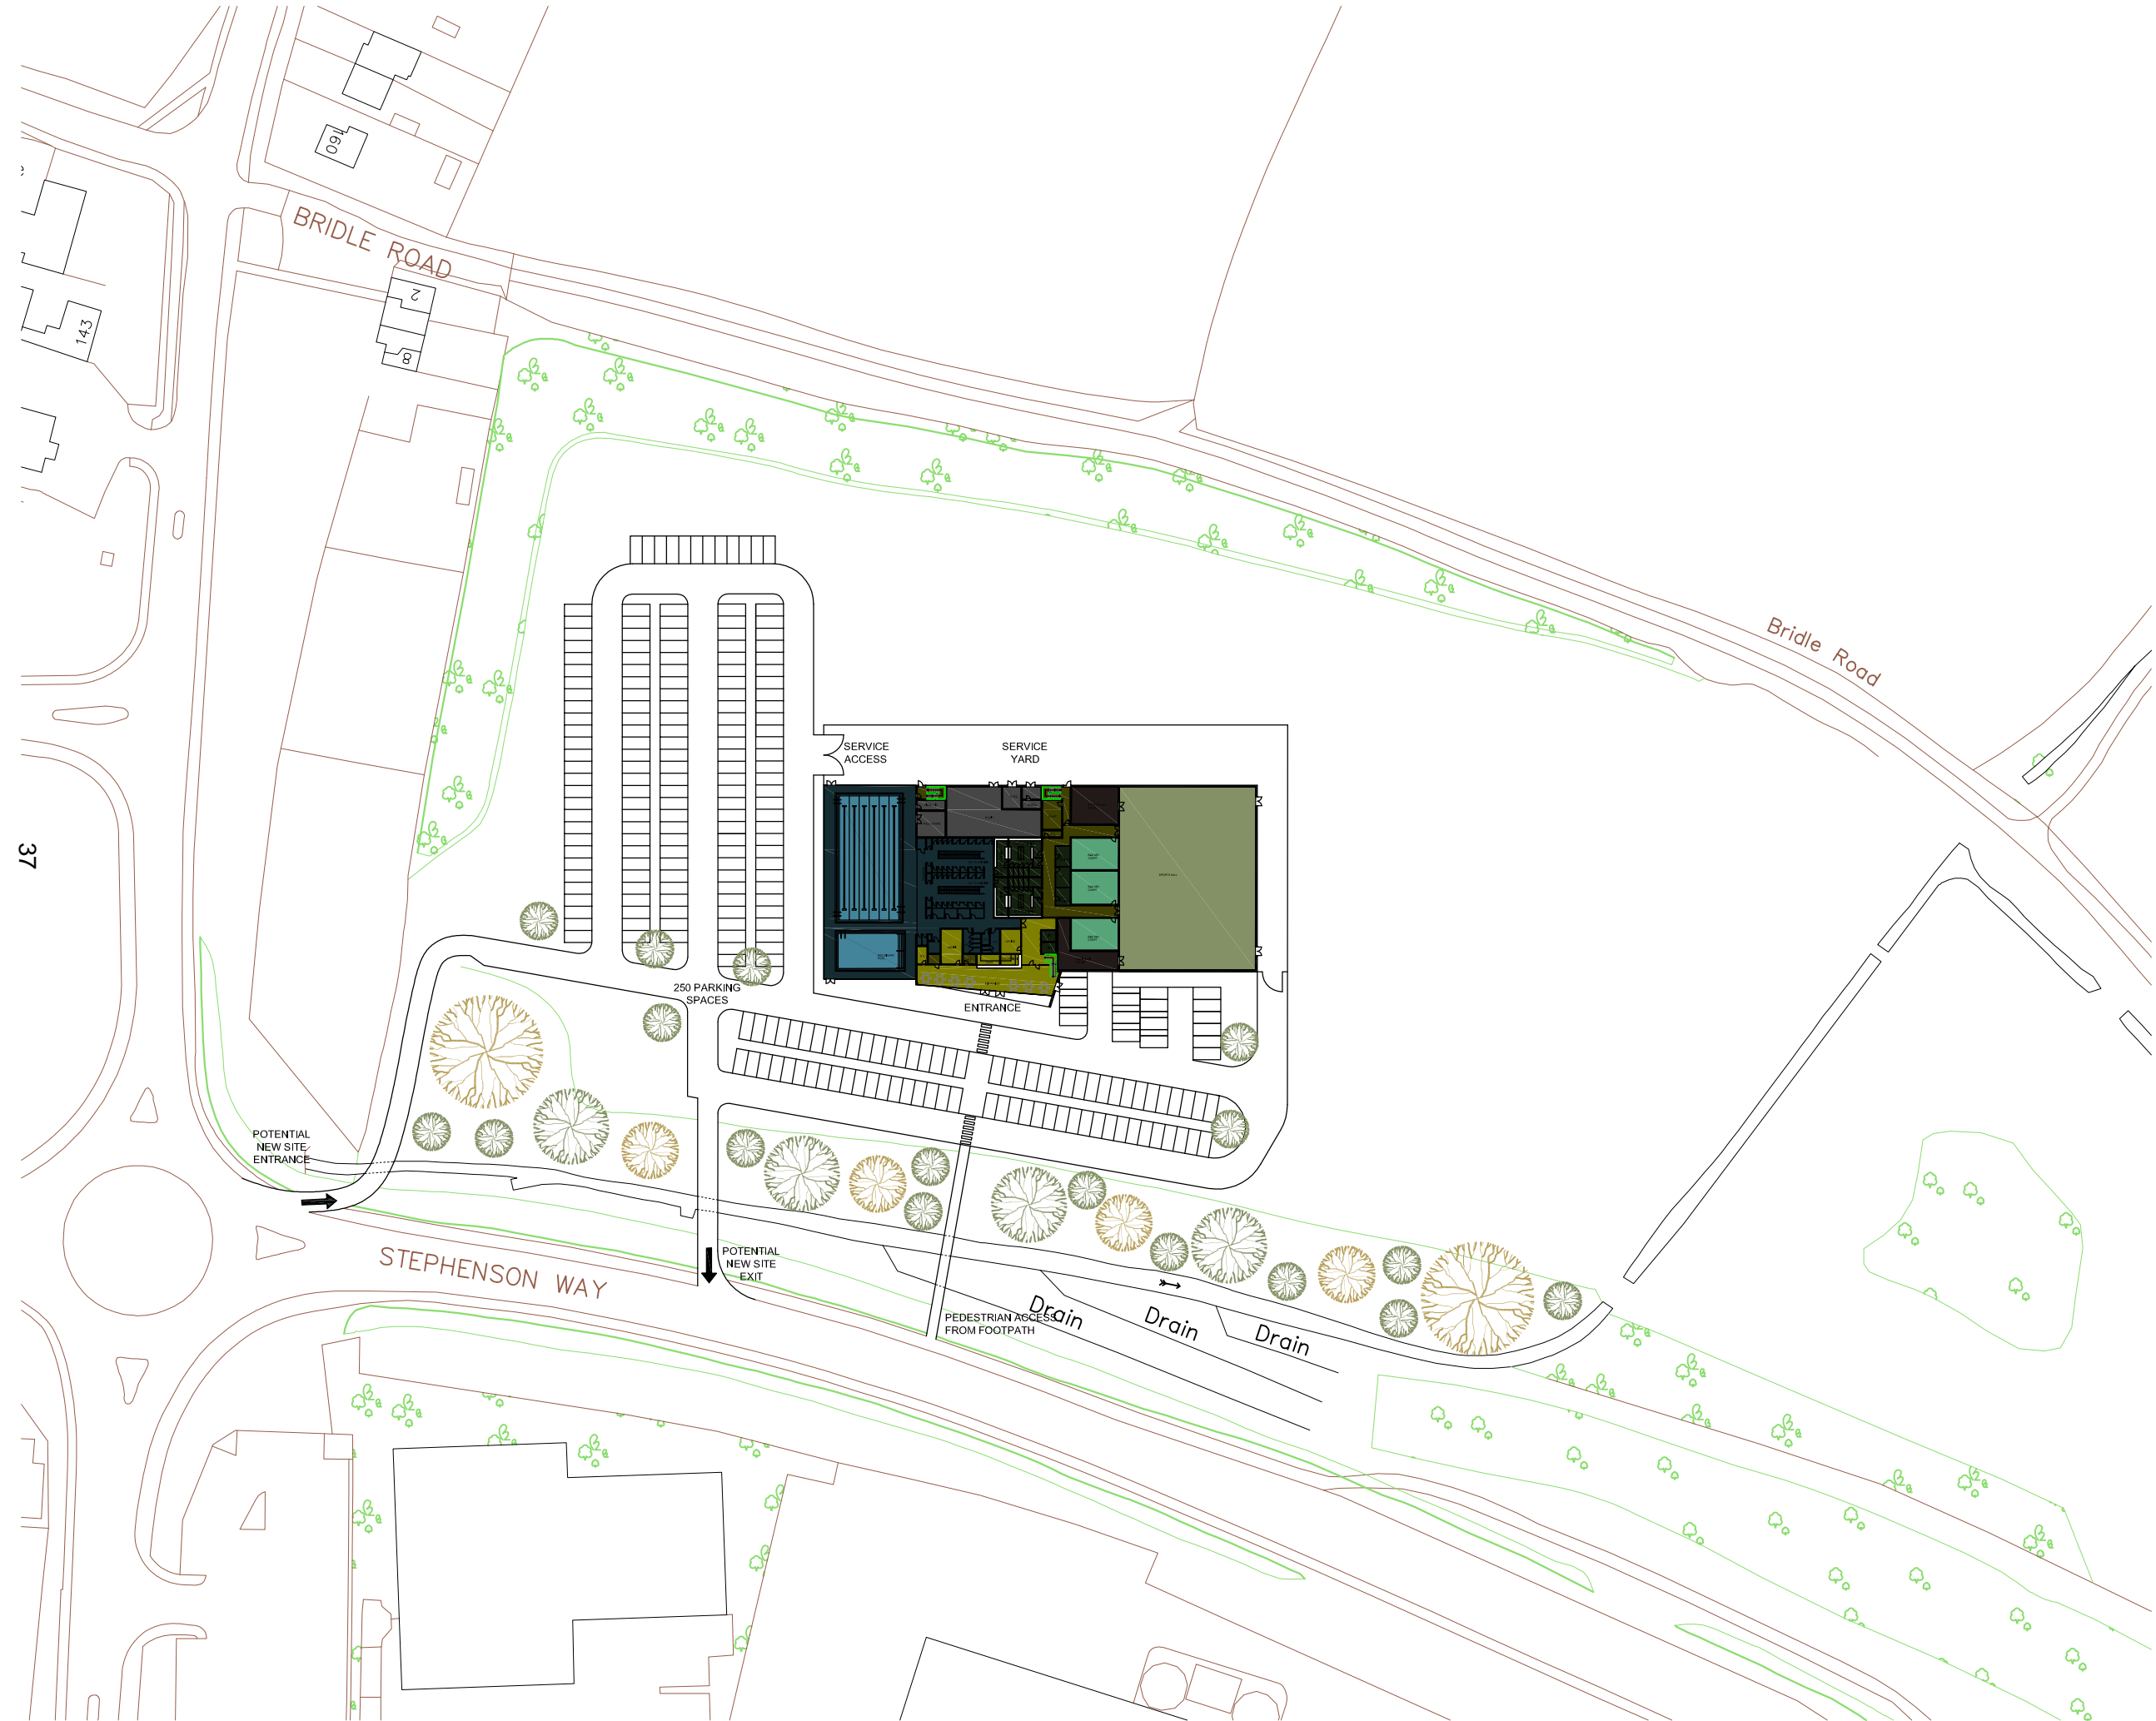 160
BRIDLE ROAD
2
8
143
Bridle Road
SERVICE
ACCESS
SERVICE
YARD
37
250 PARKING
SPACES
ENTRANCE
POTENTIAL
NEW SITE
ENTRANCE
STEPHENSON WAY
POTENTIAL
NEW SITE
EXIT
PEDESTRIAN ACCESS
FROM FOOTPATH
Drain
Drain
Drain